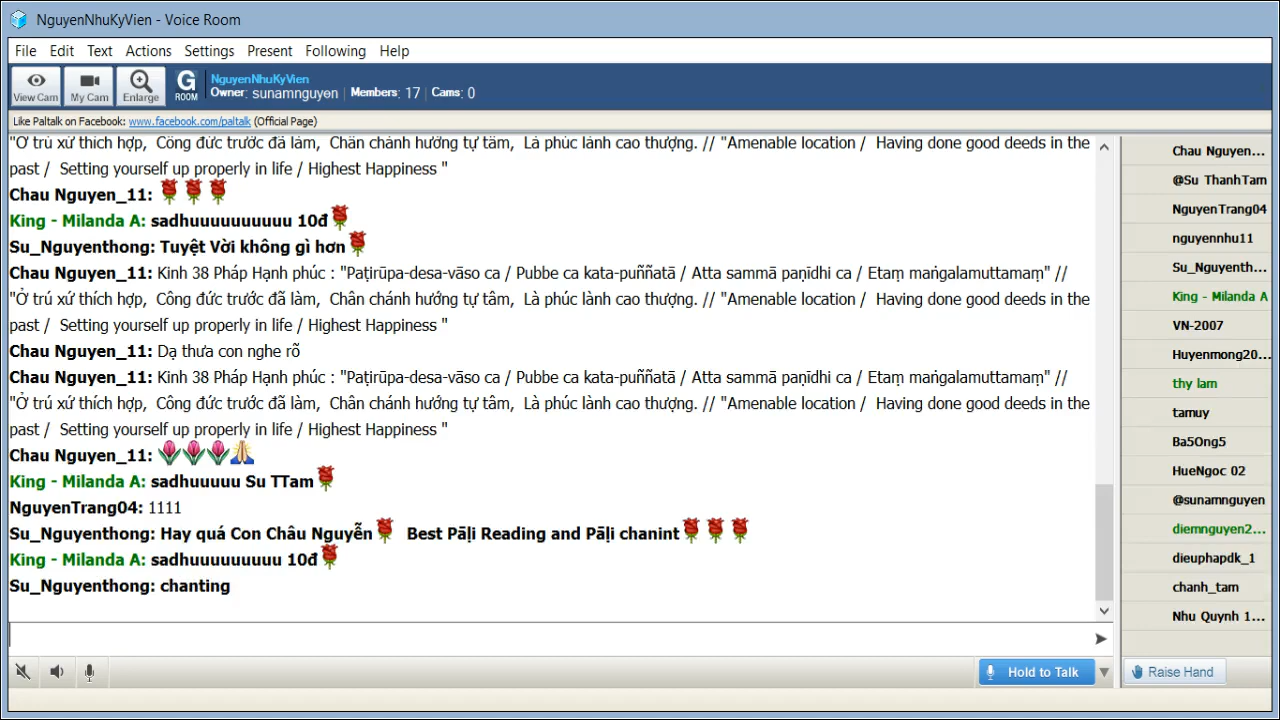 NguyenNhuKyVien - Voice Room
File Edit Text Actions Settings Present Following Help
View Cam My Cam Enlarge G ROOM NguyenNhuKyVien
Owner: sunamnguyen | Members: 17 | Cams: 0
Like Paltalk on Facebook: www.facebook.com/paltalk (Official Page)
"Ở trú xứ thích hợp, Công đức trước đã làm, Chân chánh hướng tự tâm, Là phúc lành cao thượng. // "Amenable location / Having done good deeds in the
past / Setting yourself up properly in life / Highest Happiness "
Chau Nguyen_11:
King - Milanda A: sadhuuuuuuuuuu 10đ
Su_Nguyenthong: Tuyệt Vời không gì hơn
Chau Nguyen_11: Kinh 38 Pháp Hạnh phúc : "Paṭirūpa-desa-vāso ca / Pubbe ca kata-puññatā / Atta sammā paṇīdhi ca / Etaṃ maṅgalamuttamaṃ" //
"Ở trú xứ thích hợp, Công đức trước đã làm, Chân chánh hướng tự tâm, Là phúc lành cao thượng. // "Amenable location / Having done good deeds in the
past / Setting yourself up properly in life / Highest Happiness "
Chau Nguyen_11: Dạ thưa con nghe rõ
Chau Nguyen_11: Kinh 38 Pháp Hạnh phúc : "Paṭirūpa-desa-vāso ca / Pubbe ca kata-puññatā / Atta sammā paṇīdhi ca / Etaṃ maṅgalamuttamaṃ" //
"Ở trú xứ thích hợp, Công đức trước đã làm, Chân chánh hướng tự tâm, Là phúc lành cao thượng. // "Amenable location / Having done good deeds in the
past / Setting yourself up properly in life / Highest Happiness "
Chau Nguyen_11:
King - Milanda A: sadhuuuuu Su TTam
NguyenTrang04: 1111
Su_Nguyenthong: Hay quá Con Châu Nguyễn Best Pāḷi Reading and Pāḷi chanint
King - Milanda A: sadhuuuuuuuuu 10đ
Su_Nguyenthong: chanting
Chau Nguyen...
@Su ThanhTam
NguyenTrang04
nguyennhu11
Su_Nguyenth...
King - Milanda A
VN-2007
Huyenmong20...
thy lam
tamuy
Ba5Ong5
HueNgoc 02
@sunamnguyen
diemnguyen2...
dieuphapdk_1
chanh_tam
Nhu Quynh 1...
Hold to Talk
Raise Hand